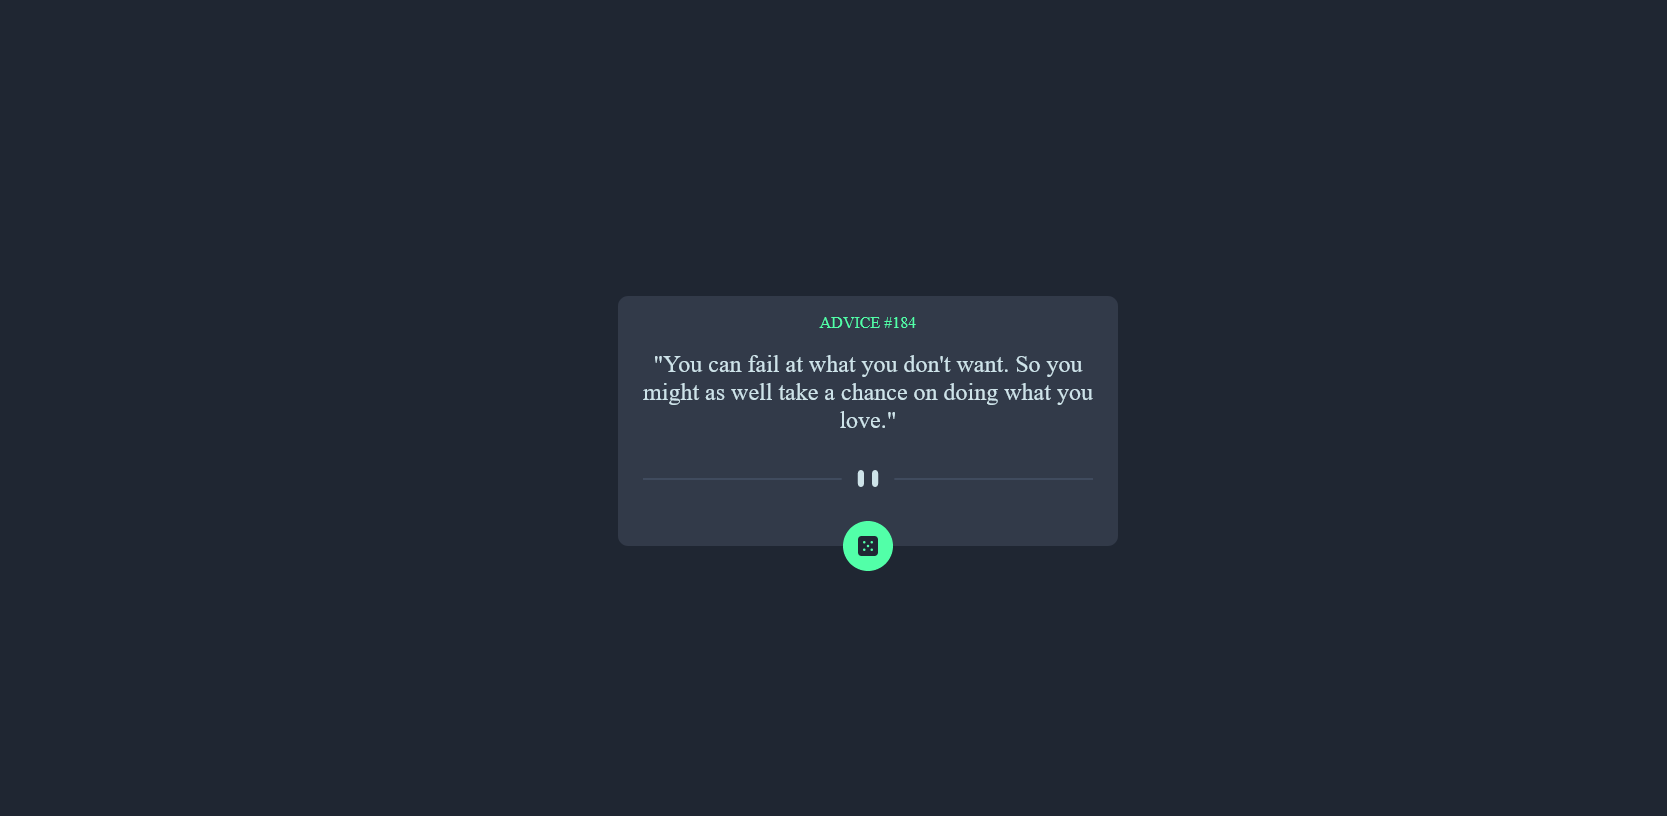 ADVICE #184
"You can fail at what you don't want. So you
might as well take a chance on doing what you
love."